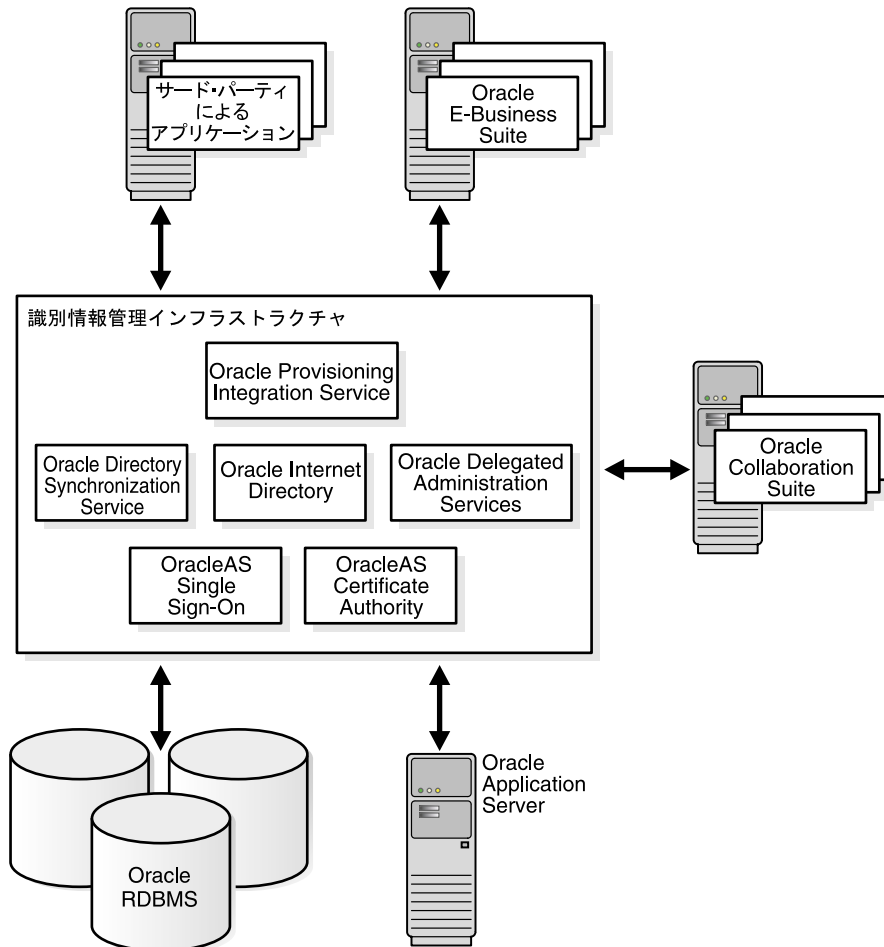 サード・パーティ
による
アプリケーション
Oracle
E-Business
Suite
識別情報管理インフラストラクチャ
Oracle Provisioning
Integration Service
Oracle Directory
Synchronization
Service
Oracle Internet
Directory
Oracle Delegated
Administration
Services
OracleAS
Single
Sign-On
OracleAS
Certificate
Authority
Oracle
Collaboration
Suite
Oracle
RDBMS
Oracle
Application
Server